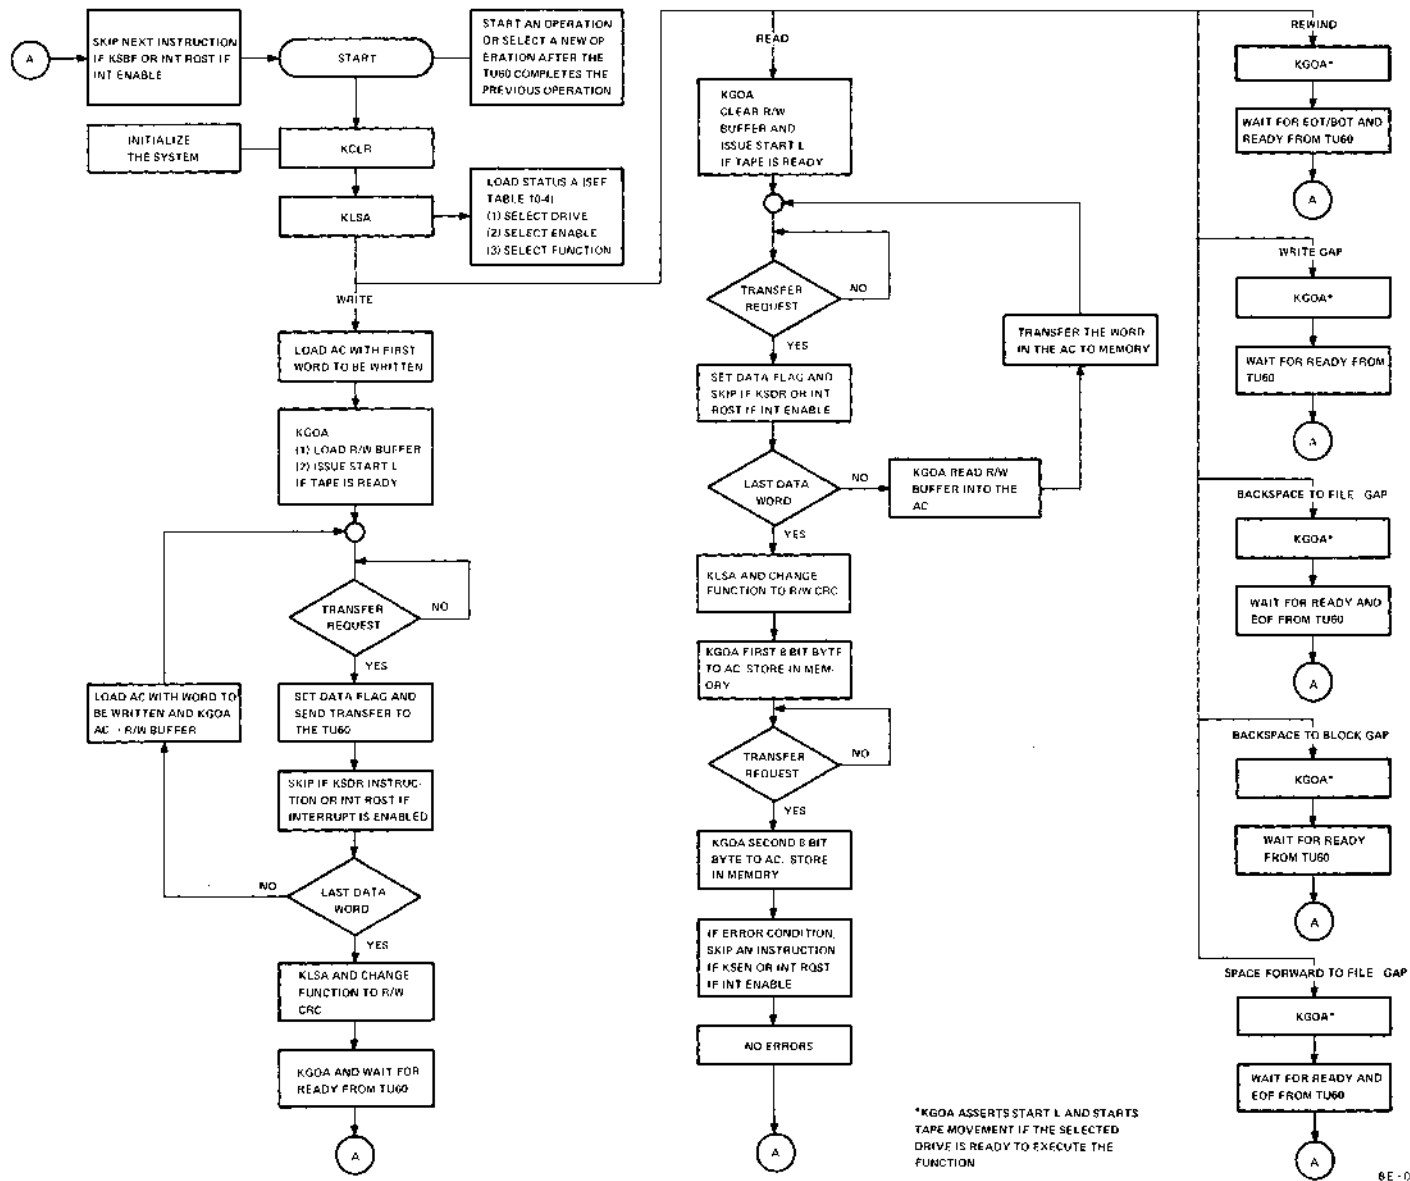 A
SKIP NEXT INSTRUCTION
IF KSBF OR INT RQST IF
INT ENABLE
START
START AN OPERATION
OR SELECT A NEW OP
ERATION AFTER THE
TU60 COMPLETES THE
PREVIOUS OPERATION
INITIALIZE
THE SYSTEM
KCLR
KLSA
LOAD STATUS A (SEE
TABLE 10-4)
(1) SELECT DRIVE
(2) SELECT ENABLE
(3) SELECT FUNCTION
WRITE
LOAD AC WITH FIRST
WORD TO BE WRITTEN
KGOA
(1) LOAD R/W BUFFER
(2) ISSUE START L
IF TAPE IS READY
TRANSFER
REQUEST
NO
YES
LOAD AC WITH WORD TO
BE WRITTEN AND KGOA
AC → R/W BUFFER
SET DATA FLAG AND
SEND TRANSFER TO
THE TU60
SKIP IF KSDR INSTRUC-
TION OR INT RQST IF
INTERRUPT IS ENABLED
LAST DATA
WORD
NO
YES
KLSA AND CHANGE
FUNCTION TO R/W
CRC
KGOA AND WAIT FOR
READY FROM TU60
A
READ
KGOA
CLEAR R/W
BUFFER AND
ISSUE START L
IF TAPE IS READY
TRANSFER
REQUEST
NO
YES
TRANSFER THE WORD
IN THE AC TO MEMORY
SET DATA FLAG AND
SKIP IF KSDR OR INT
RQST IF INT ENABLE
LAST DATA
WORD
NO
KGOA READ R/W
BUFFER INTO THE
AC
YES
KLSA AND CHANGE
FUNCTION TO R/W CRC
KGOA FIRST 8 BIT BYTE
TO AC STORE IN MEM-
ORY
TRANSFER
REQUEST
NO
YES
KGOA SECOND 8 BIT
BYTE TO AC. STORE
IN MEMORY
IF ERROR CONDITION,
SKIP AN INSTRUCTION
IF KSEN OR INT RQST
IF INT ENABLE
NO ERRORS
A
REWIND
KGOA*
WAIT FOR EOT/BOT AND
READY FROM TU60
A
WRITE GAP
KGOA*
WAIT FOR READY FROM
TU60
A
BACKSPACE TO FILE GAP
KGOA*
WAIT FOR READY AND
EOF FROM TU60
A
BACKSPACE TO BLOCK GAP
KGOA*
WAIT FOR READY
FROM TU60
A
SPACE FORWARD TO FILE GAP
KGOA*
WAIT FOR READY AND
EOF FROM TU60
A
*KGOA ASSERTS START L AND STARTS
TAPE MOVEMENT IF THE SELECTED
DRIVE IS READY TO EXECUTE THE
FUNCTION
8E-0